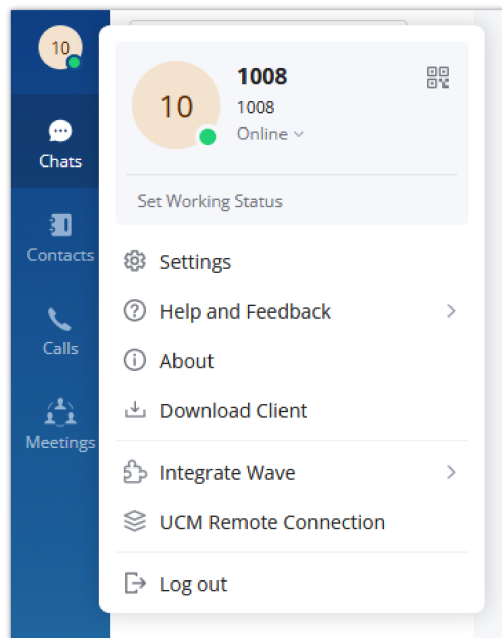 10
Chats
Contacts
Calls
Meetings
10
1008
1008
Online
Set Working Status
Settings
Help and Feedback
About
Download Client
Integrate Wave
UCM Remote Connection
Log out